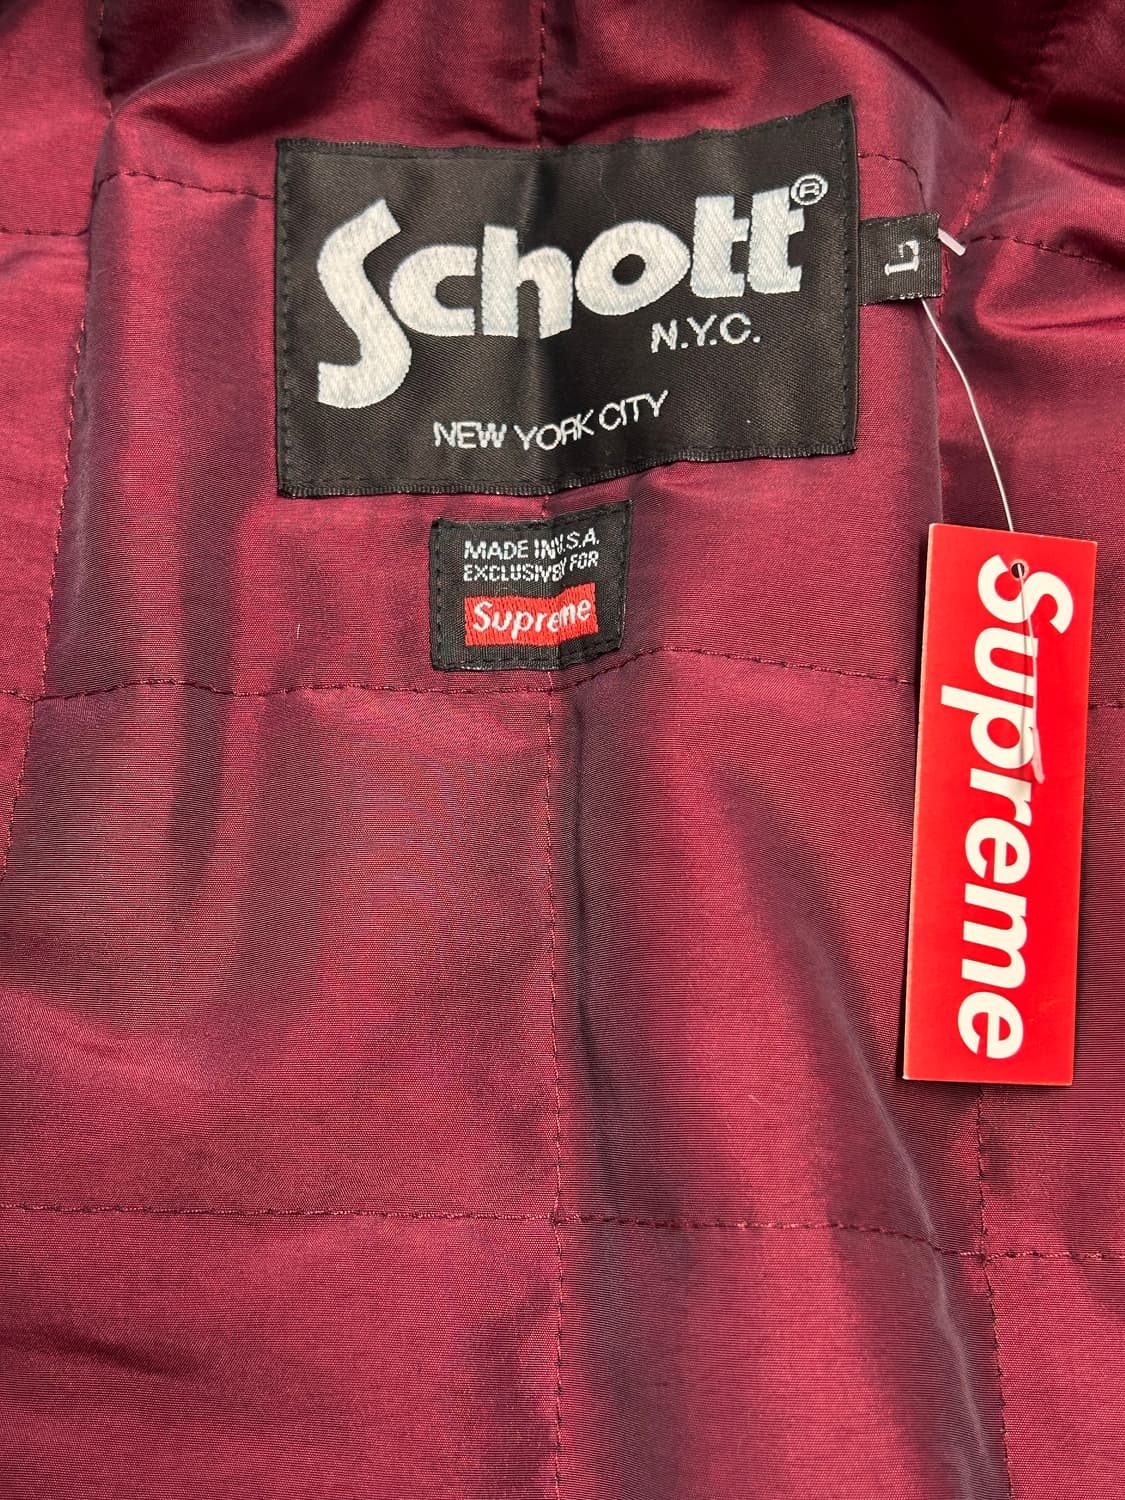 Schott®
N.Y.C.
NEW YORK CITY
L
MADE IN U.S.A.
EXCLUSIVELY FOR
Supreme
Supreme